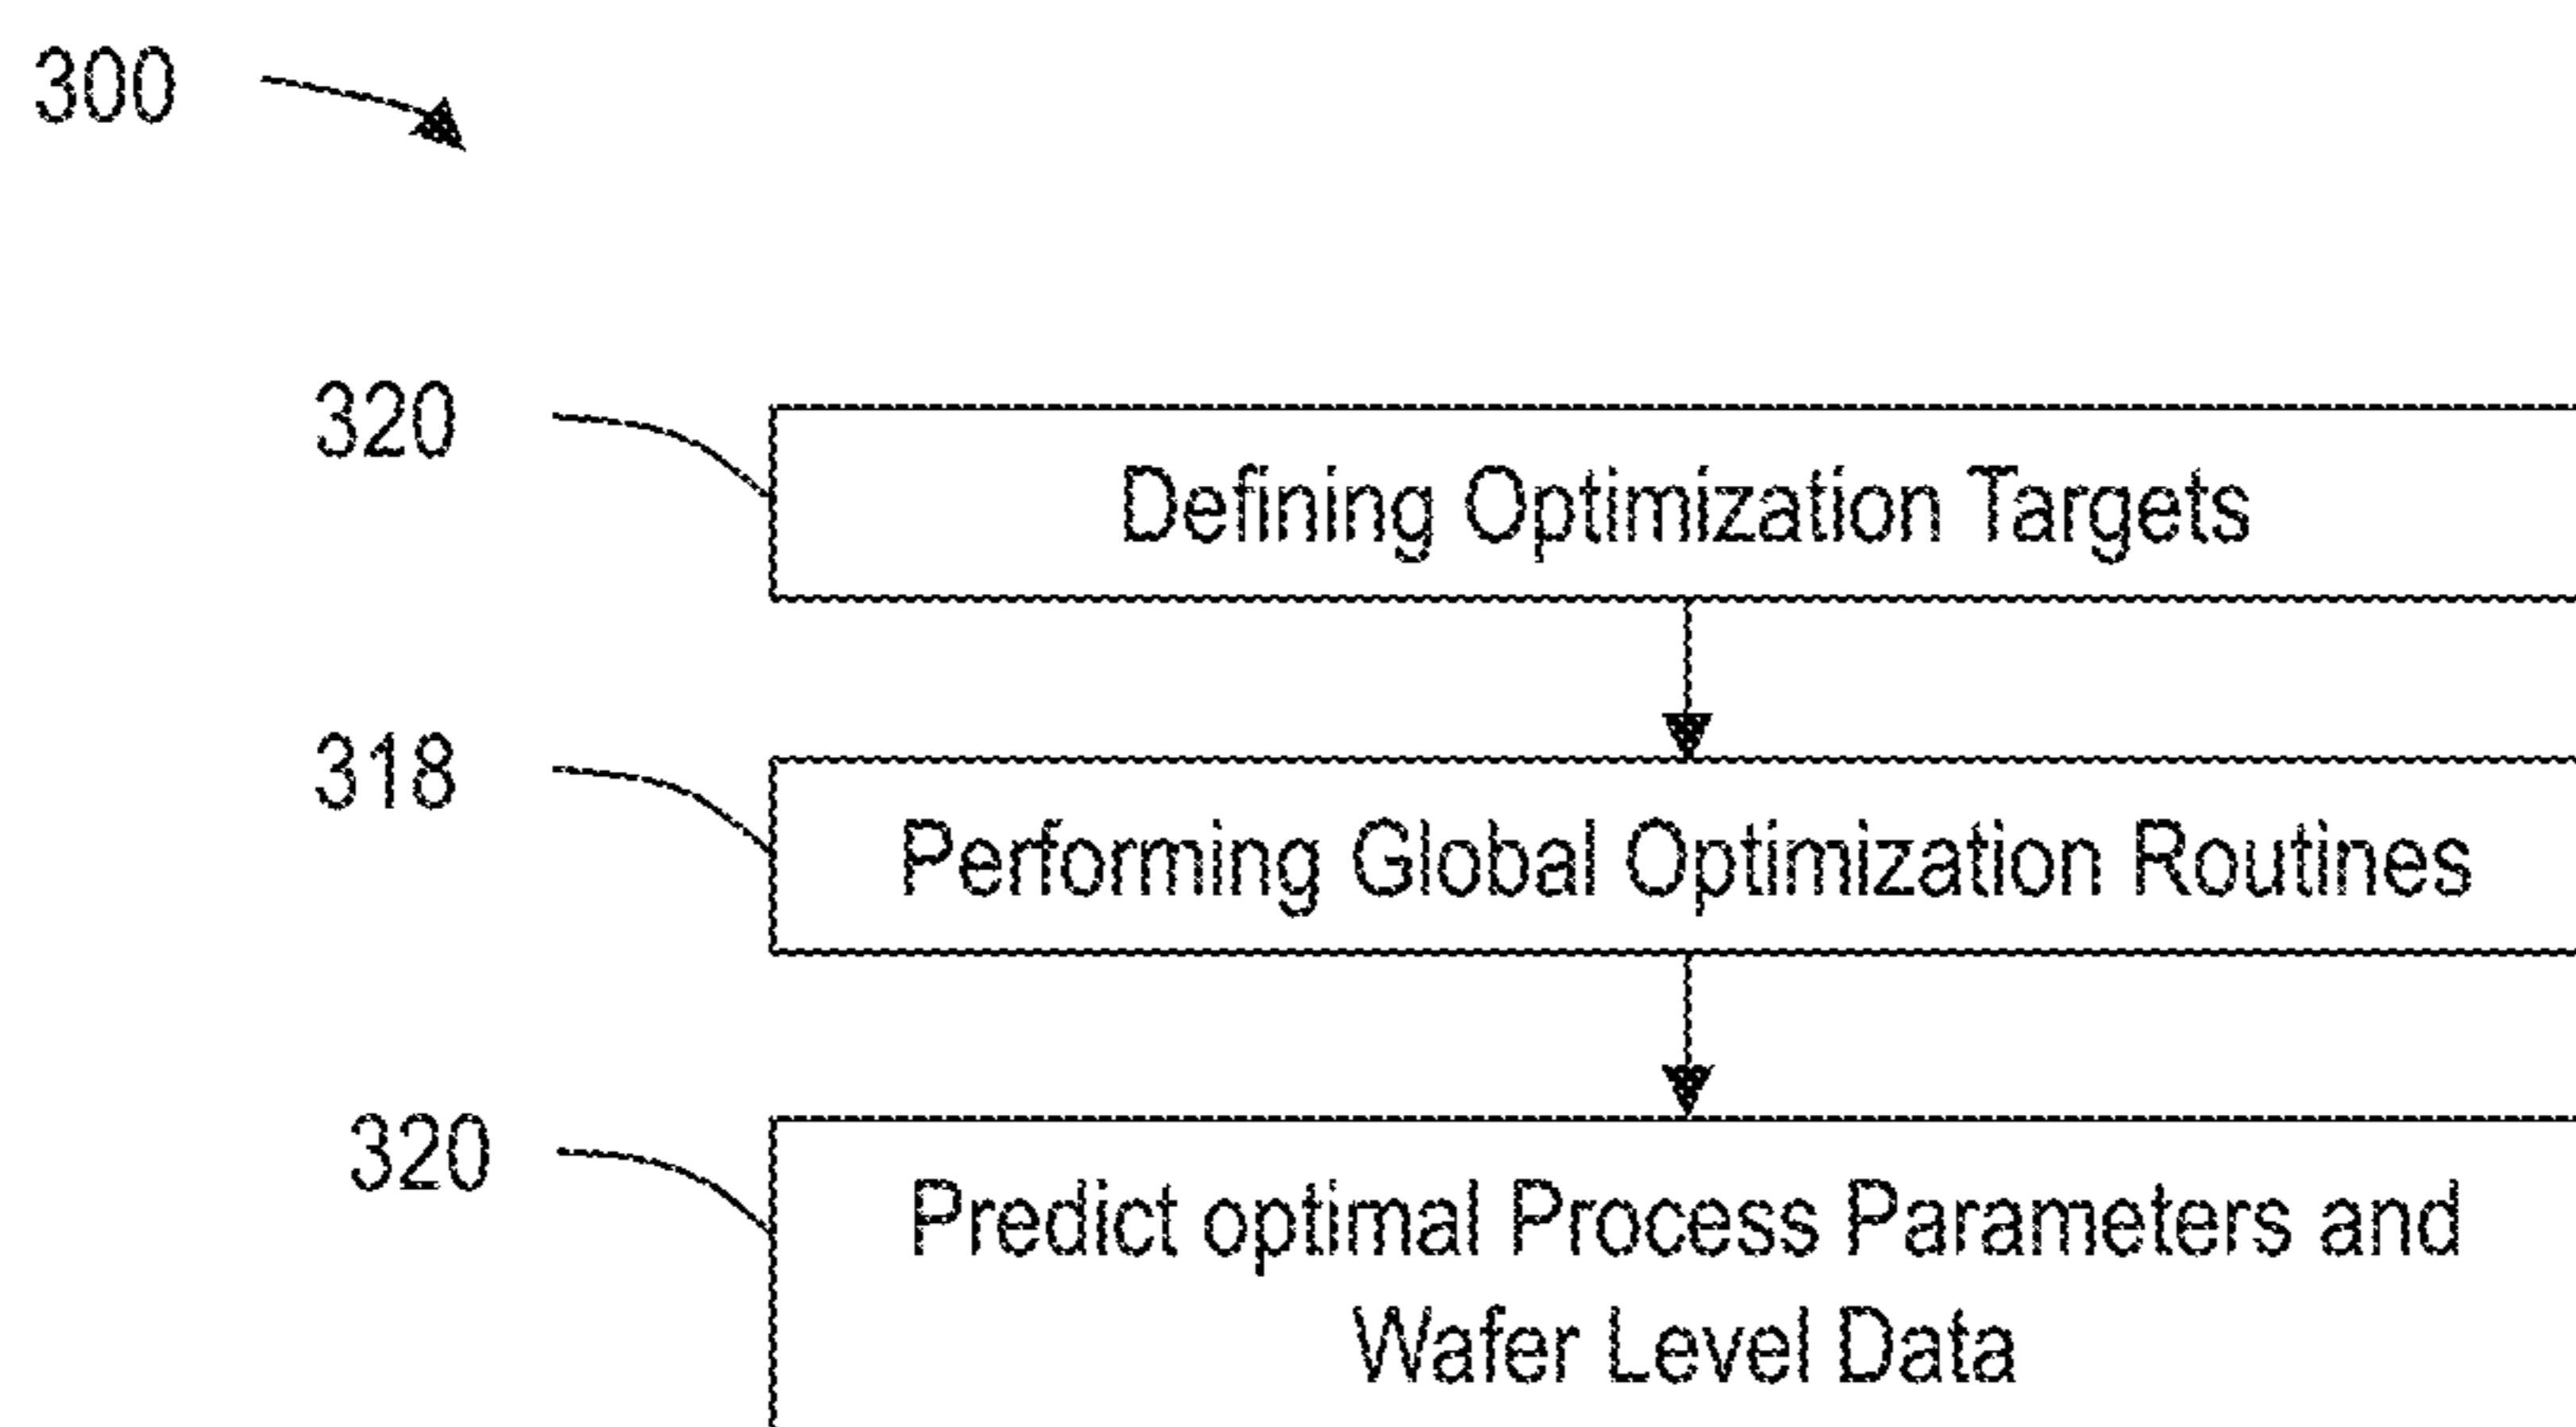 300
320
Defining Optimization Targets
318
Performing Global Optimization Routines
320
Predict optimal Process Parameters and
Wafer Level Data